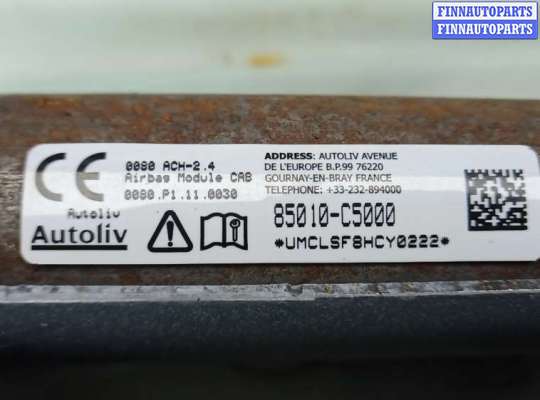 FINNAUTOPARTS
FINNAUTOPARTS
CE
0080 ACH-2.4
Airbag Module CAB
0080.P1.11.0030
Autoliv
Autoliv
ADDRESS: AUTOLIV AVENUE
DE L'EUROPE B.P.99 76220
GOURNAY-EN-BRAY FRANCE
TELEPHONE: +33-232-894000
85010-C5000
*UMCLSF8HCY0222*